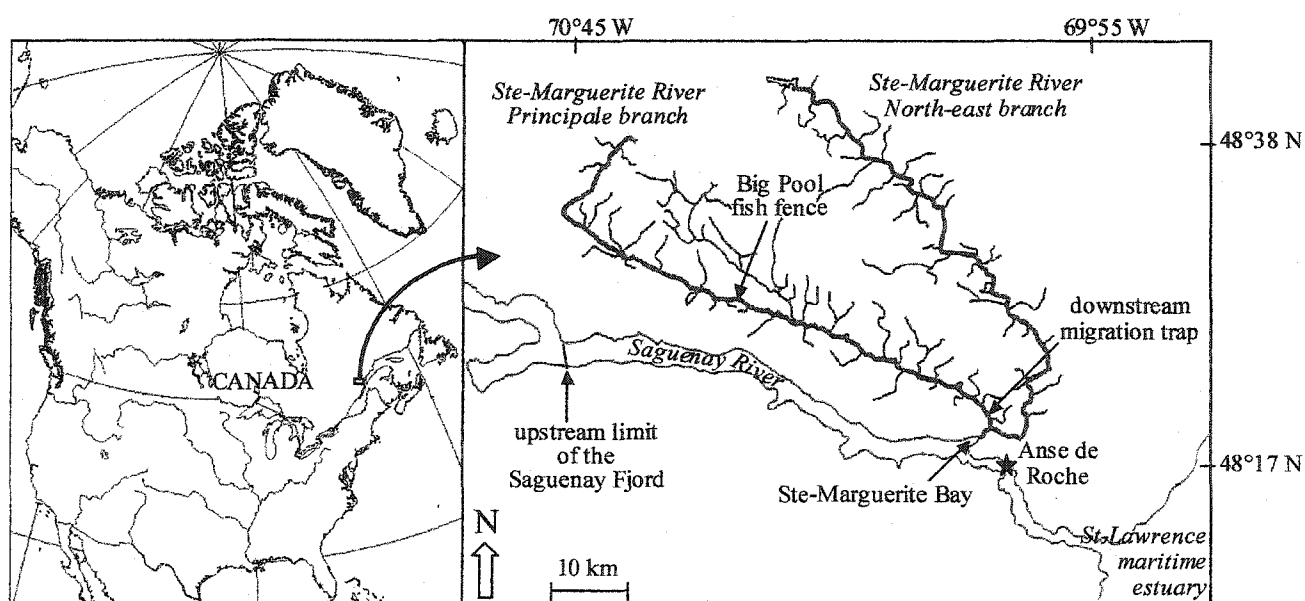 70°45 W
69°55 W
Ste-Marguerite River
Principale branch
Ste-Marguerite River
North-east branch
48°38 N
Big Pool
fish fence
downstream
migration trap
CANADA
Saguenay River
upstream limit
of the
Saguenay Fjord
Anse de
Roche
48°17 N
Ste-Marguerite Bay
N
10 km
St-Lawrence
maritime
estuary